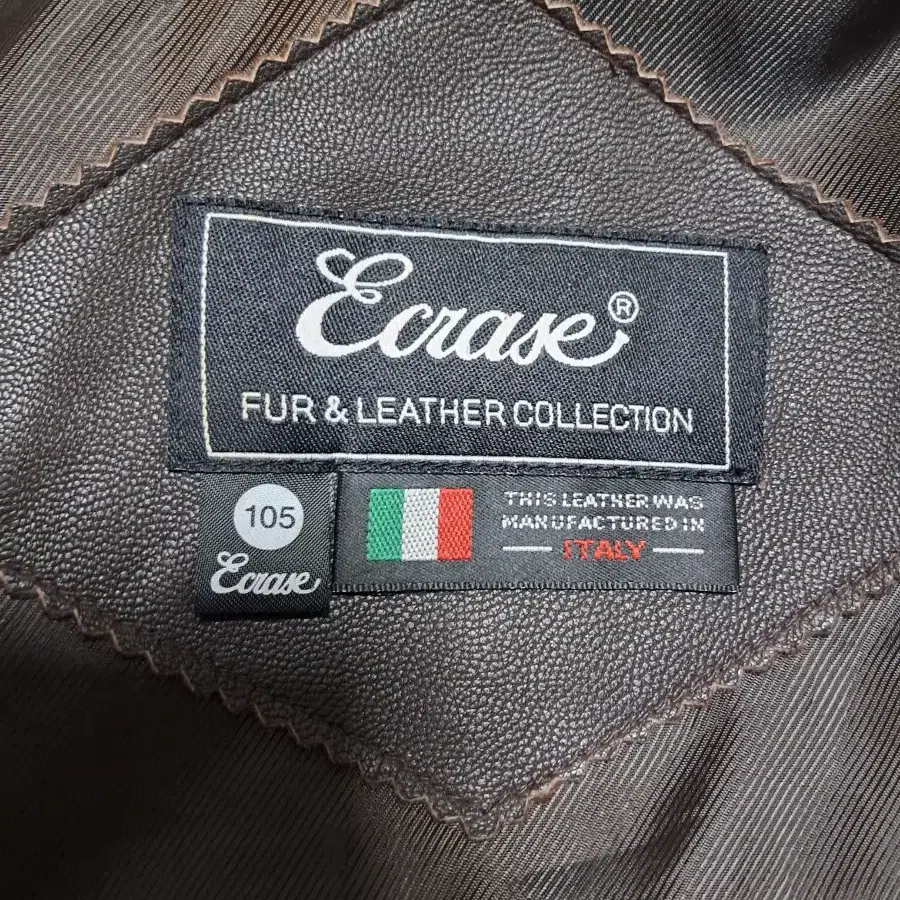 Ecrase®
FUR & LEATHER COLLECTION
105
Ecrase
THIS LEATHER WAS
MANUFACTURED IN
ITALY